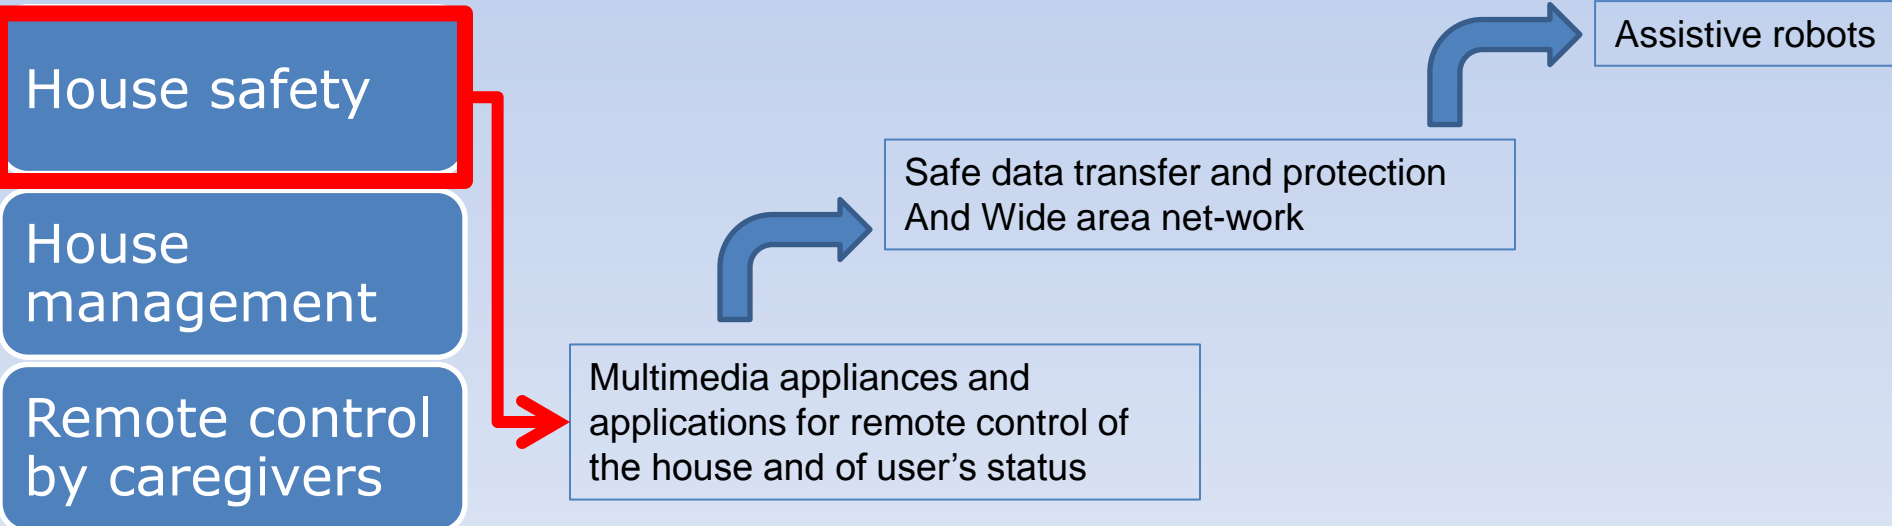 House safety
House
management
Remote control
by caregivers
Multimedia appliances and
applications for remote control of
the house and of user’s status
Safe data transfer and protection
And Wide area net-work
Assistive robots